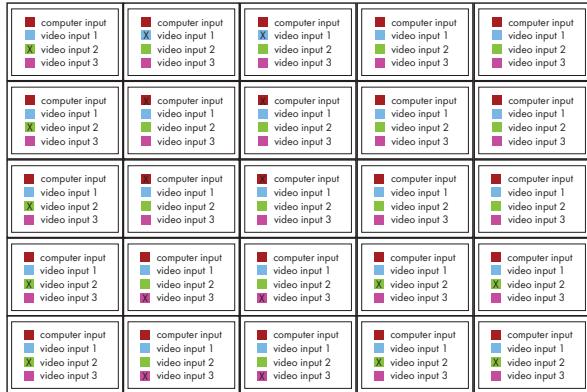 computer input
video input 1
X video input 2
video input 3
computer input
X video input 1
video input 2
video input 3
computer input
X video input 1
video input 2
video input 3
computer input
video input 1
video input 2
video input 3
computer input
video input 1
video input 2
video input 3
computer input
video input 1
X video input 2
video input 3
X computer input
video input 1
video input 2
video input 3
X computer input
video input 1
video input 2
video input 3
computer input
video input 1
video input 2
video input 3
computer input
video input 1
video input 2
video input 3
computer input
video input 1
X video input 2
video input 3
X computer input
video input 1
video input 2
video input 3
X computer input
video input 1
video input 2
video input 3
computer input
video input 1
video input 2
video input 3
computer input
video input 1
video input 2
video input 3
computer input
video input 1
X video input 2
video input 3
computer input
video input 1
video input 2
X video input 3
computer input
video input 1
video input 2
X video input 3
computer input
video input 1
X video input 2
video input 3
computer input
video input 1
X video input 2
video input 3
computer input
video input 1
X video input 2
video input 3
computer input
video input 1
video input 2
X video input 3
computer input
video input 1
video input 2
X video input 3
computer input
video input 1
X video input 2
video input 3
computer input
video input 1
X video input 2
video input 3